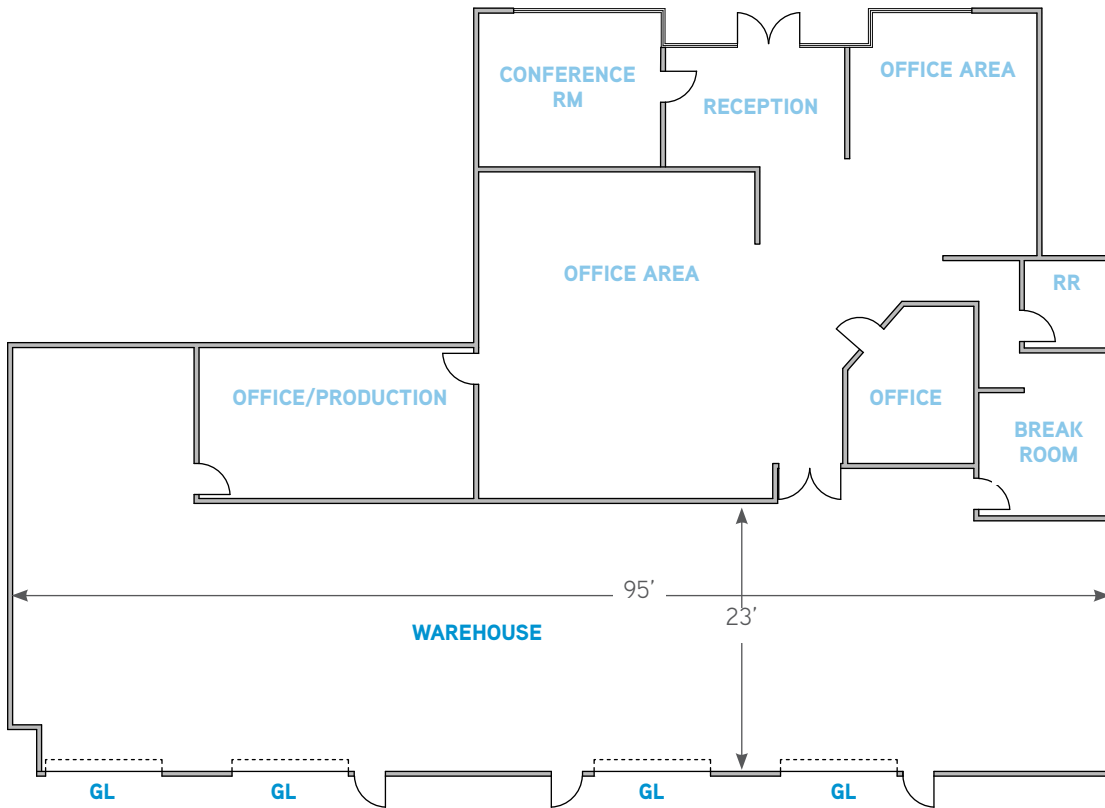 CONFERENCE
RM
RECEPTION
OFFICE AREA
OFFICE AREA
RR
OFFICE/PRODUCTION
OFFICE
BREAK
ROOM
95’
23’
WAREHOUSE
GL
GL
GL
GL